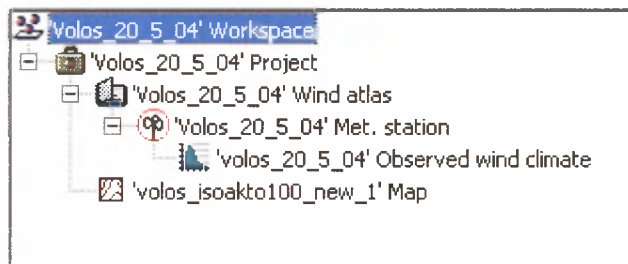 'Volos_20_5_04' Workspace
'Volos_20_5_04' Project
'Volos_20_5_04' Wind atlas
'Volos_20_5_04' Met. station
'volos_20_5_04' Observed wind climate
'volos_isoakto100_new_1' Map